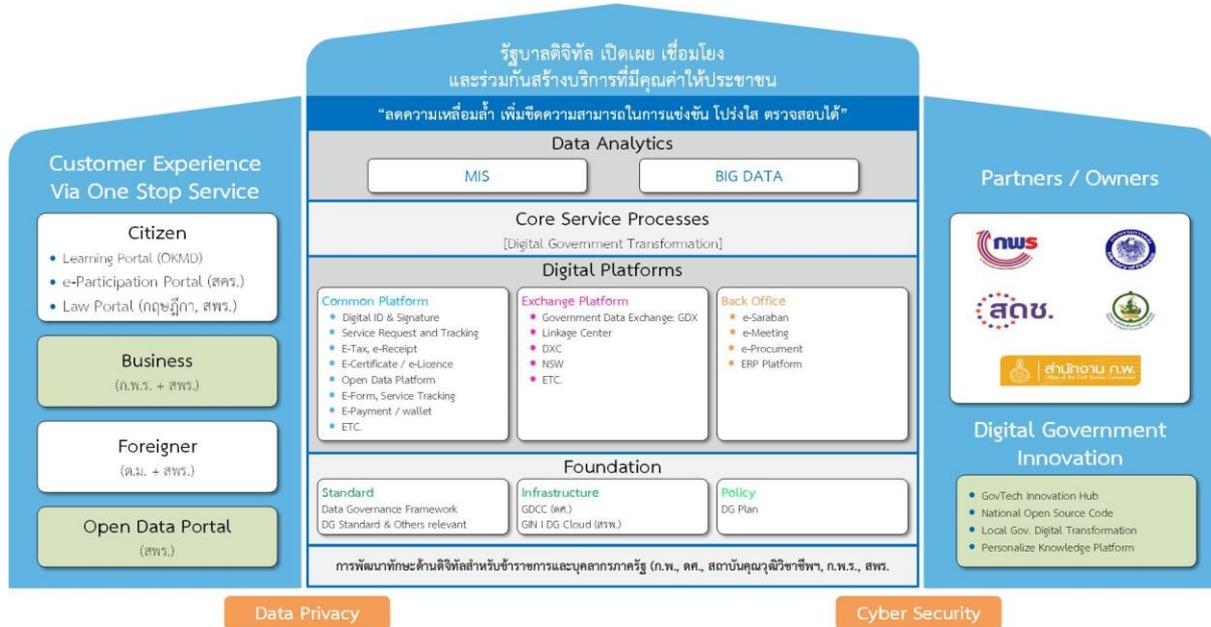 รัฐบาลดิจิทัล เปิดเผย เชื่อมโยง
และร่วมกันสร้างบริการที่มีคุณค่าให้ประชาชน
“ลดความเหลื่อมล้ำ เพิ่มขีดความสามารถในการแข่งขัน โปร่งใส ตรวจสอบได้”
Customer Experience
Via One Stop Service
Citizen
• Learning Portal (OKMD)
• e-Participation Portal (สคร.)
• Law Portal (กฤษฎีกา, สพร.)
Business
(ก.พ.ร. + สพร.)
Foreigner
(ต.ม. + สพร.)
Open Data Portal
(สพร.)
Data Analytics
MIS
BIG DATA
Core Service Processes
[Digital Government Transformation]
Digital Platforms
Common Platform
• Digital ID & Signature
• Service Request and Tracking
• E-Tax, e-Receipt
• E-Certificate / e-Licence
• Open Data Platform
• E-Form, Service Tracking
• E-Payment / wallet
• ETC.
Exchange Platform
• Government Data Exchange: GDX
• Linkage Center
• DXC
• NSW
• ETC.
Back Office
• e-Saraban
• e-Meeting
• e-Procument
• ERP Platform
Foundation
Standard
Data Governance Framework
DG Standard & Others relevant
Infrastructure
GDCC (ดศ.)
GIN I DG Cloud (สรพ.)
Policy
DG Plan
การพัฒนาทักษะด้านดิจิทัลสำหรับข้าราชการและบุคลากรภาครัฐ (ก.พ., ดศ., สถาบันคุณวุฒิวิชาชีพฯ, ก.พ.ร., สพร.
Partners / Owners
กพร
สดช.
สำนักงาน ก.พ.
Office of the Civil Service Commission
Digital Government
Innovation
• GovTech Innovation Hub
• National Open Source Code
• Local Gov. Digital Transformation
• Personalize Knowledge Platform
Data Privacy
Cyber Security